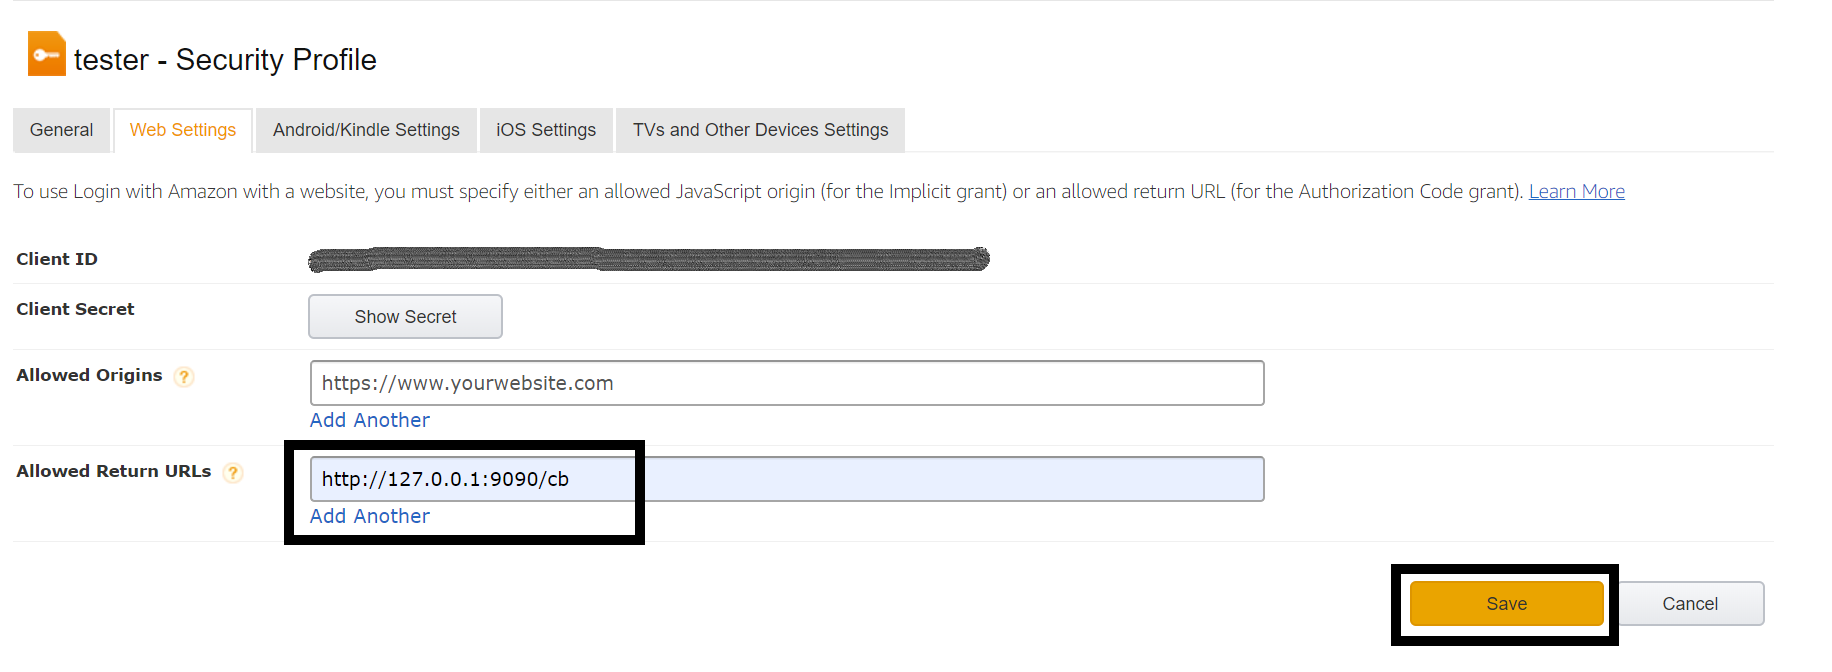 tester - Security Profile
General Web Settings Android/Kindle Settings iOS Settings TVs and Other Devices Settings
To use Login with Amazon with a website, you must specify either an allowed JavaScript origin (for the Implicit grant) or an allowed return URL (for the Authorization Code grant). Learn More
Client ID
Client Secret Show Secret
Allowed Origins ? https://www.yourwebsite.com
Add Another
Allowed Return URLs ? http://127.0.0.1:9090/cb
Add Another
Save Cancel